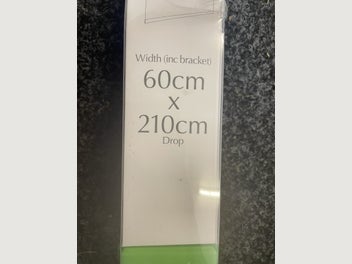 Width (inc bracket)
60cm
x
210cm
Drop